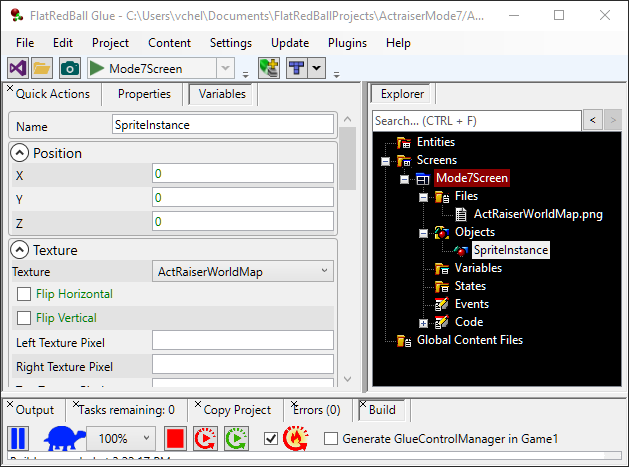 FlatRedBall Glue - C:\Users\vchel\Documents\FlatRedBallProjects\ActraiserMode7/A...
File Edit Project Content Settings Update Plugins Help
Mode7Screen
Quick Actions Properties Variables
Name SpriteInstance
Position
X 0
Y 0
Z 0
Texture
Texture ActRaiserWorldMap
Flip Horizontal
Flip Vertical
Left Texture Pixel
Right Texture Pixel
Explorer
Search... (CTRL + F) < >
Entities
Screens
Mode7Screen
Files
ActRaiserWorldMap.png
Objects
SpriteInstance
Variables
States
Events
Code
Global Content Files
Output Tasks remaining: 0 Copy Project Errors (0) Build
100% Generate GlueControlManager in Game1